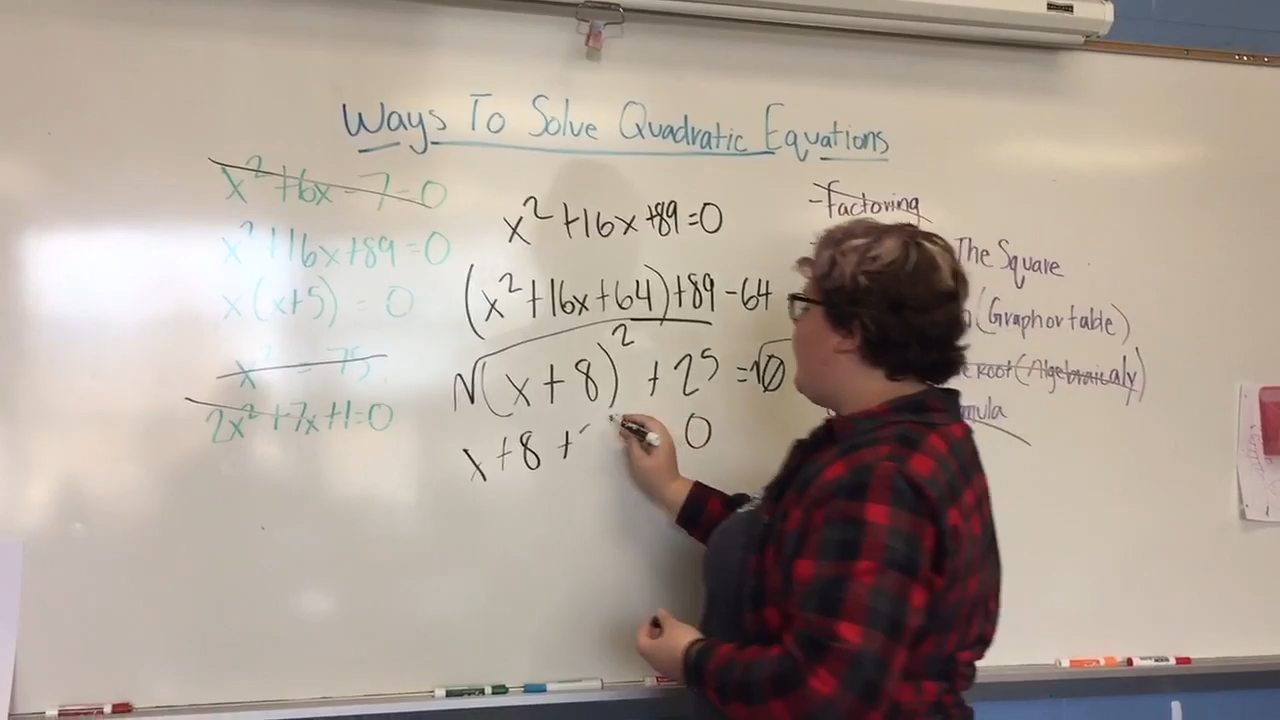 Ways To Solve Quadratic Equations
x² + 6x - 7 = 0
x² + 16x + 89 = 0
x(x+5) = 0
x² = 75
2x² + 7x + 1 = 0
x² + 16x + 89 = 0
(x² + 16x + 64) + 89 - 64
√(x + 8)² + 25 = √0
x + 8 + 0
- factoring
The Square
(Graph or table)
Root (Algebraicaly)